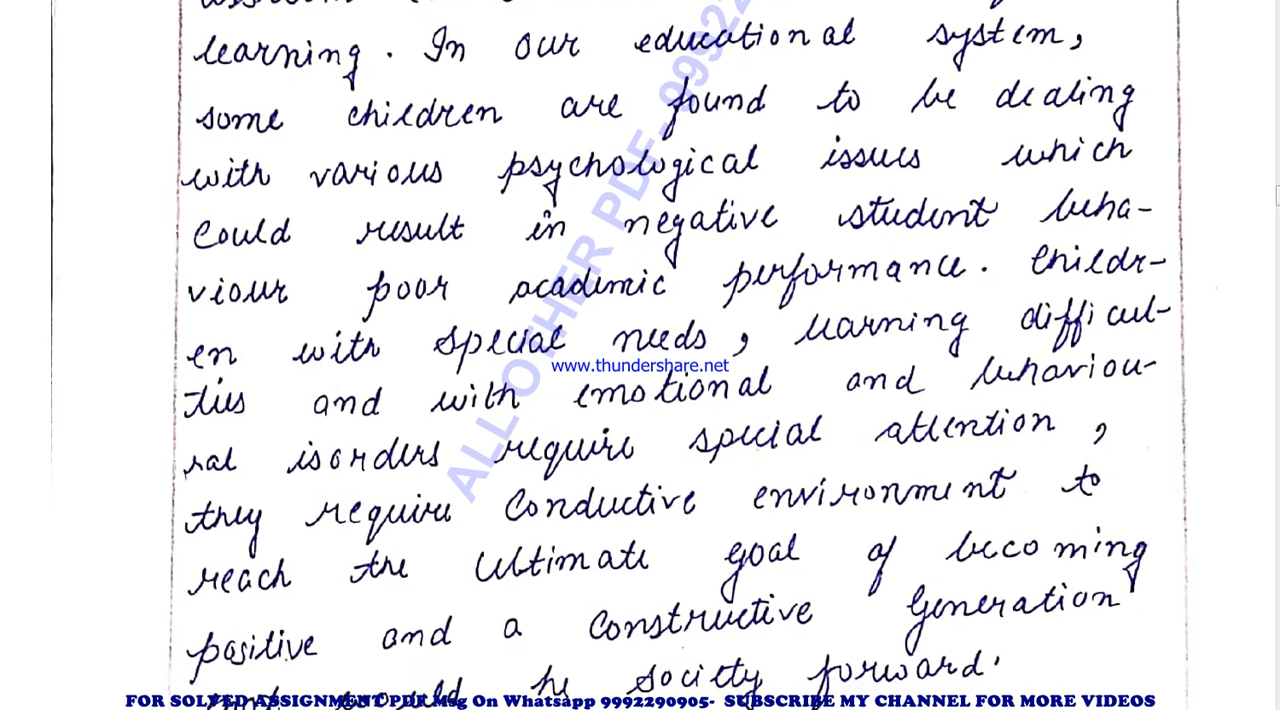 learning. In our educational system,
some children are found to be dealing
with various psychological issues which
could result in negative student beha-
viour poor academic performance. Childr-
en with special needs, learning difficul-
www.thundershare.net
ties and with emotional and behaviou-
ral isorders require special attention,
they require conductive environment to
reach the ultimate goal of becoming
positive and a constructive generation
society forward.
ALL OTHER PDF - 99922
FOR SOLVED ASSIGNMENT PDF Msg On Whatsapp 9992290905- SUBSCRIBE MY CHANNEL FOR MORE VIDEOS